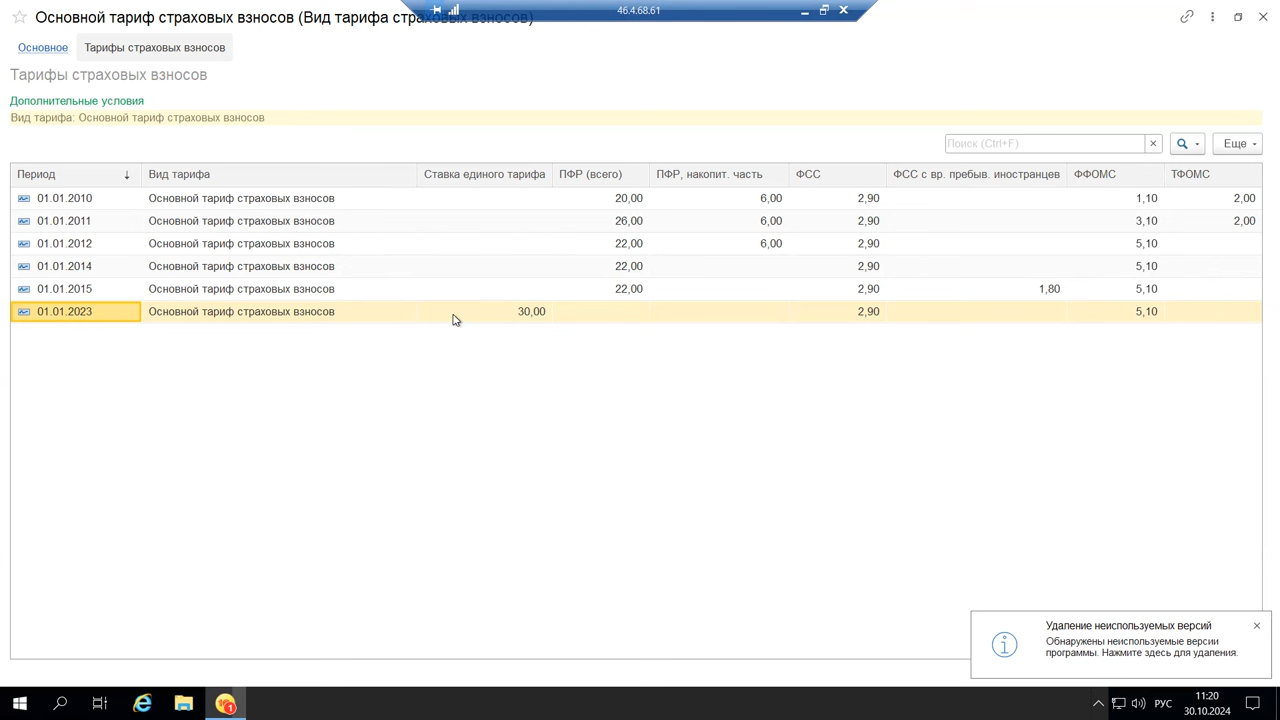 Основной тариф страховых взносов (Вид тарифа страховых взносов)
46.4.68.61
Основное
Тарифы страховых взносов
Тарифы страховых взносов
Дополнительные условия
Вид тарифа: Основной тариф страховых взносов
Поиск (Ctrl+F)
Еще
Период Вид тарифа Ставка единого тарифа ПФР (всего) ПФР, накопит. часть ФСС ФСС с вр. пребыв. иностранцев ФФОМС ТФОМС
01.01.2010 Основной тариф страховых взносов 20,00 6,00 2,90 1,10 2,00
01.01.2011 Основной тариф страховых взносов 26,00 6,00 2,90 3,10 2,00
01.01.2012 Основной тариф страховых взносов 22,00 6,00 2,90 5,10
01.01.2014 Основной тариф страховых взносов 22,00 2,90 5,10
01.01.2015 Основной тариф страховых взносов 22,00 2,90 1,80 5,10
01.01.2023 Основной тариф страховых взносов 30,00 2,90 5,10
Удаление неиспользуемых версий
Обнаружены неиспользуемые версии
программы. Нажмите здесь для удаления.
1
РУС
11:20
30.10.2024